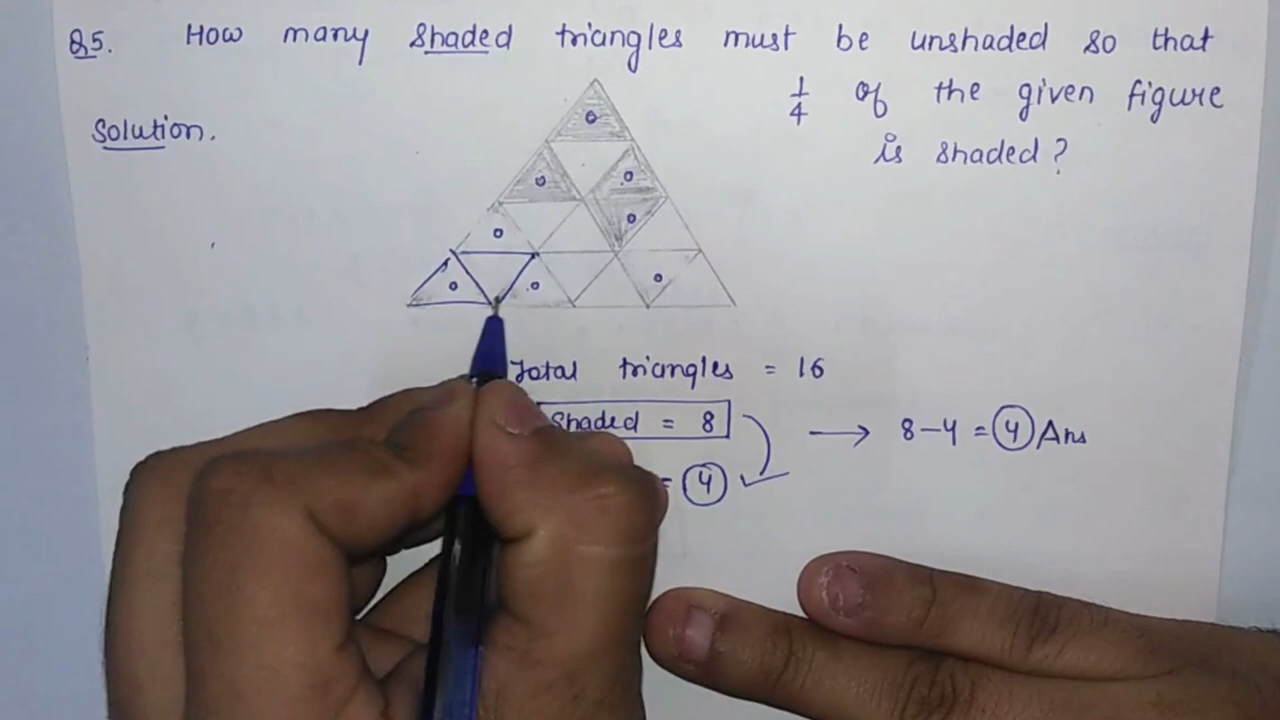 Q5. How many shaded triangles must be unshaded so that
1/4 of the given figure
is shaded?
Solution.
Total triangles = 16
Shaded = 8
→ 8-4 = 4 Ans
= 4